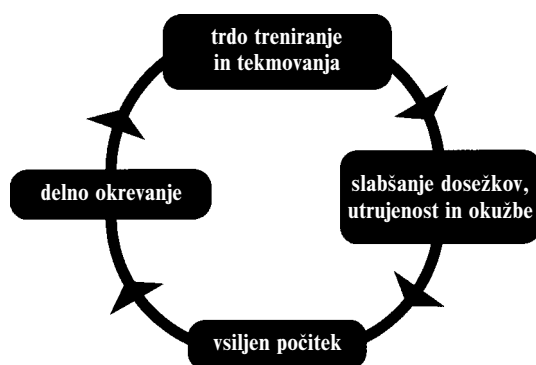 trdo treniranje
in tekmovanja
slabšanje dosežkov,
utrujenost in okužbe
vsiljen počitek
delno okrevanje